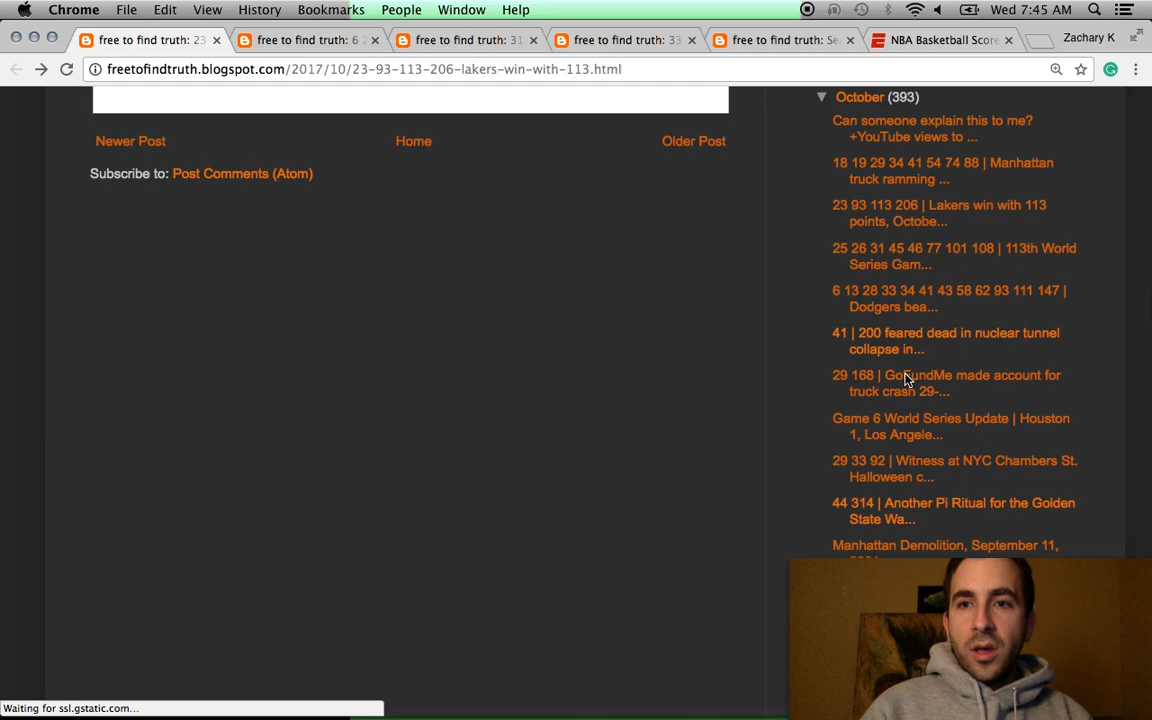 Chrome File Edit View History Bookmarks People Window Help Wed 7:45 AM
free to find truth: 23 free to find truth: 6 2 free to find truth: 31 free to find truth: 33 free to find truth: Se NBA Basketball Score Zachary K
freetofindtruth.blogspot.com/2017/10/23-93-113-206-lakers-win-with-113.html
Newer Post Home Older Post
Subscribe to: Post Comments (Atom)
▼ October (393)
Can someone explain this to me?
+YouTube views to ...
18 19 29 34 41 54 74 88 | Manhattan
truck ramming ...
23 93 113 206 | Lakers win with 113
points, Octobe...
25 26 31 45 46 77 101 108 | 113th World
Series Gam...
6 13 28 33 34 41 43 58 62 93 111 147 |
Dodgers bea...
41 | 200 feared dead in nuclear tunnel
collapse in...
29 168 | GoFundMe made account for
truck crash 29-...
Game 6 World Series Update | Houston
1, Los Angele...
29 33 92 | Witness at NYC Chambers St.
Halloween c...
44 314 | Another Pi Ritual for the Golden
State Wa...
Manhattan Demolition, September 11,
Waiting for ssl.gstatic.com...